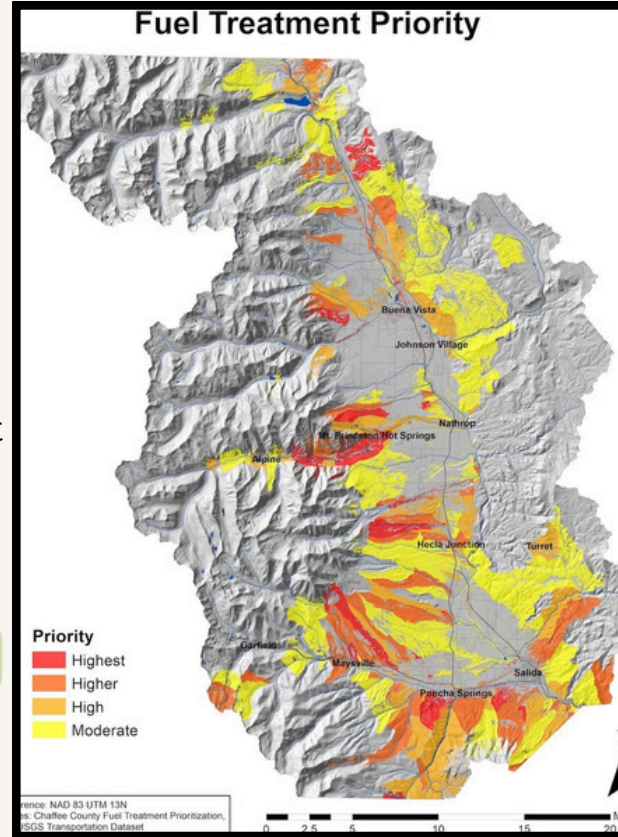 Fuel Treatment Priority
Buena Vista
Johnson Village
Nathrop
Mt. Princeton Hot Springs
Alpine
Hecla Junction
Turret
Garfield
Maysville
Salida
Poncha Springs
Priority
Highest
Higher
High
Moderate
rence: NAD 83 UTM 13N
es: Chaffee County Fuel Treatment Prioritization,
SGS Transportation Dataset
0 2.5 5 10 15 20
t